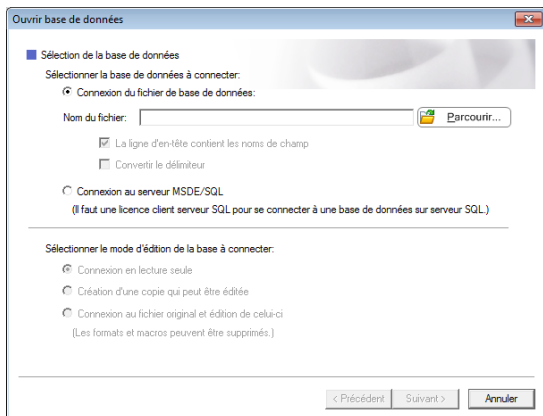 Ouvrir base de données
Sélection de la base de données
Sélectionner la base de données à connecter:
Connexion du fichier de base de données:
Nom du fichier:
Parcourir...
La ligne d'en-tête contient les noms de champ
Convertir le délimiteur
Connexion au serveur MSDE/SQL
(Il faut une licence client serveur SQL pour se connecter à une base de données sur serveur SQL.)
Sélectionner le mode d'édition de la base à connecter:
Connexion en lecture seule
Création d'une copie qui peut être éditée
Connexion au fichier original et édition de celui-ci
(Les formats et macros peuvent être supprimés.)
< Précédent Suivant > Annuler